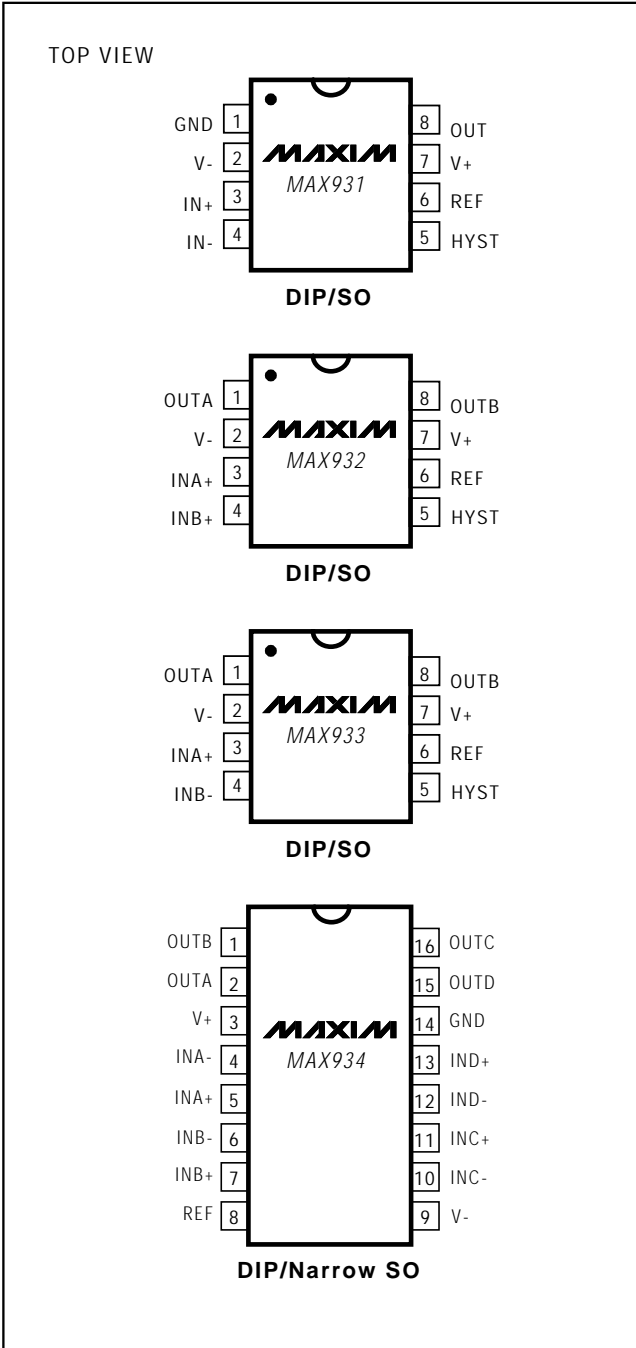 TOP VIEW
GND 1 8 OUT
V- 2 MAXIM 7 V+
IN+ 3 MAX931 6 REF
IN- 4 5 HYST
DIP/SO
OUTA 1 8 OUTB
V- 2 MAXIM 7 V+
INA+ 3 MAX932 6 REF
INB+ 4 5 HYST
DIP/SO
OUTA 1 8 OUTB
V- 2 MAXIM 7 V+
INA+ 3 MAX933 6 REF
INB- 4 5 HYST
DIP/SO
OUTB 1 16 OUTC
OUTA 2 15 OUTD
V+ 3 MAXIM 14 GND
INA- 4 MAX934 13 IND+
INA+ 5 12 IND-
INB- 6 11 INC+
INB+ 7 10 INC-
REF 8 9 V-
DIP/Narrow SO